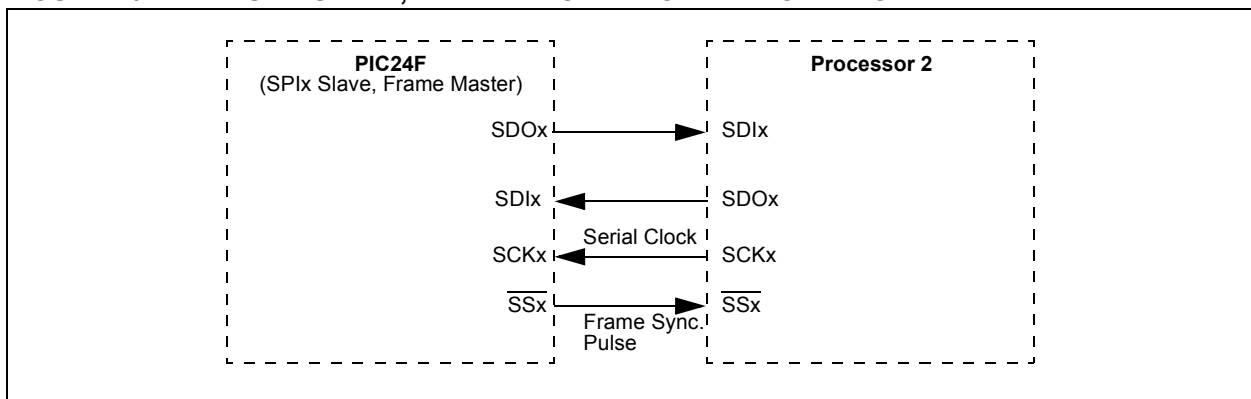 PIC24F
(SPIx Slave, Frame Master)
Processor 2
SDOx
SDIx
SDIx
SDOx
Serial Clock
SCKx
SCKx
SSx
SSx
Frame Sync.
Pulse